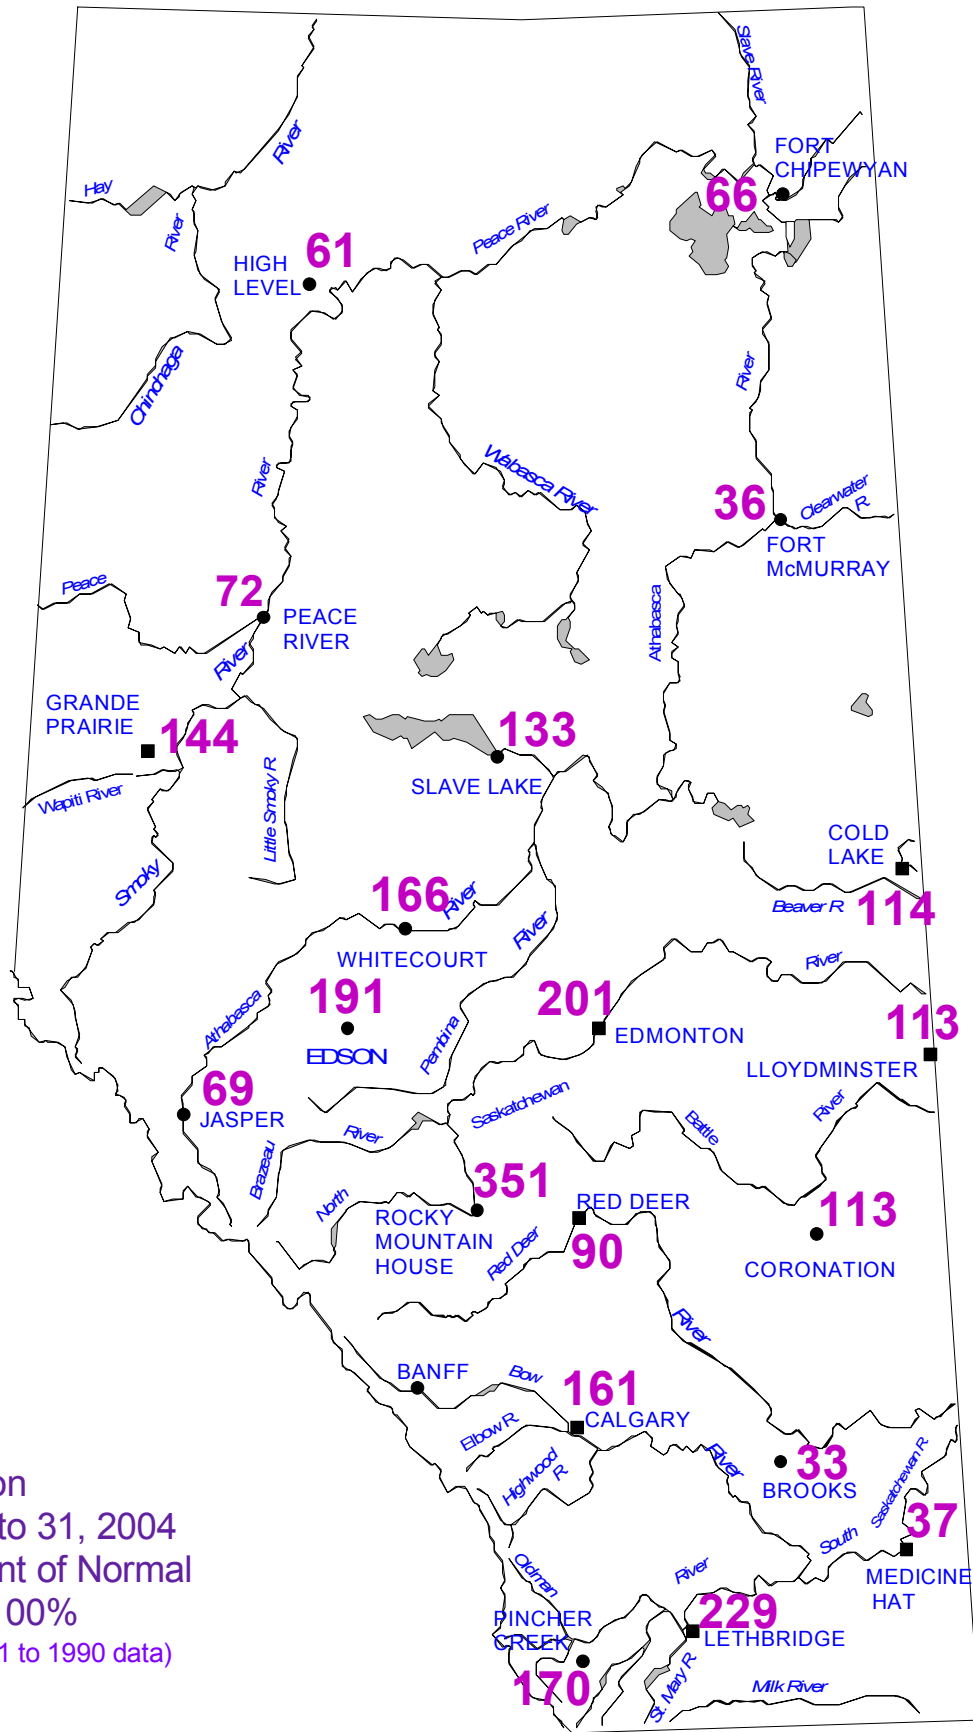 Slave River
FORT
CHIPEWYAN
66
Hay
River
River
Peace River
HIGH
LEVEL
61
Chinchaga
River
River
Wabasca River
36
Clearwater
R.
FORT
McMURRAY
Peace
72
PEACE
RIVER
River
Athabasca
GRANDE
PRAIRIE
144
133
SLAVE LAKE
Wapiti River
Little Smoky R
Smoky
COLD
LAKE
114
Beaver R
166
River
WHITECOURT
River
River
191
EDSON
Athabasca
Pembina
201
EDMONTON
113
LLOYDMINSTER
69
JASPER
Saskatchewan
River
Battle
River
Brazeau
North
351
ROCKY
MOUNTAIN
HOUSE
RED DEER
90
Red Deer
113
CORONATION
River
BANFF
Bow
161
CALGARY
Elbow R.
Highwood
R.
River
33
BROOKS
Saskatchewan R
37
South
MEDICINE
HAT
Oldman
River
PINCHER
CREEK
170
229
LETHBRIDGE
St. Mary R
Milk River
on
to 31, 2004
nt of Normal
00%
1 to 1990 data)